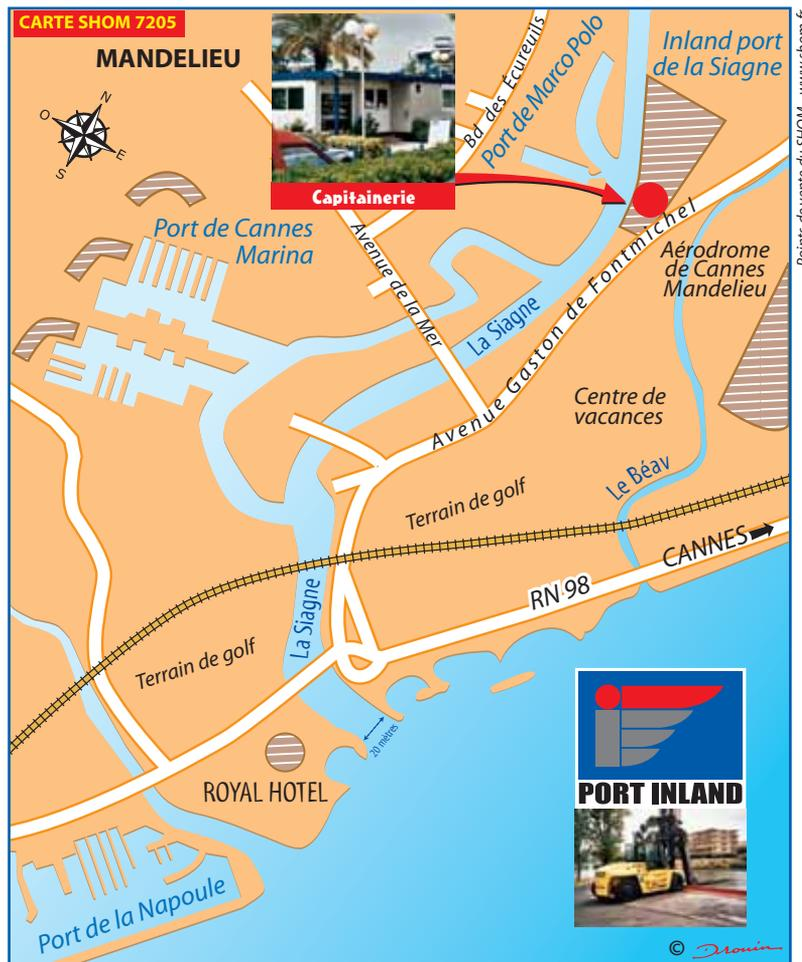 CARTE SHOM 7205
MANDELIEU
N
O
E
S
Bd des Écureuils
Port de Marco Polo
Inland port
de la Siagne
Capitainerie
Port de Cannes
Marina
Avenue de la Mer
La Siagne
Avenue Gaston de Fontmichel
Aérodrome
de Cannes
Mandelieu
Centre de
vacances
Terrain de golf
Le Béav
CANNES
RN 98
La Siagne
Terrain de golf
20 mètres
ROYAL HOTEL
PORT INLAND
Port de la Napoule
© Drouin